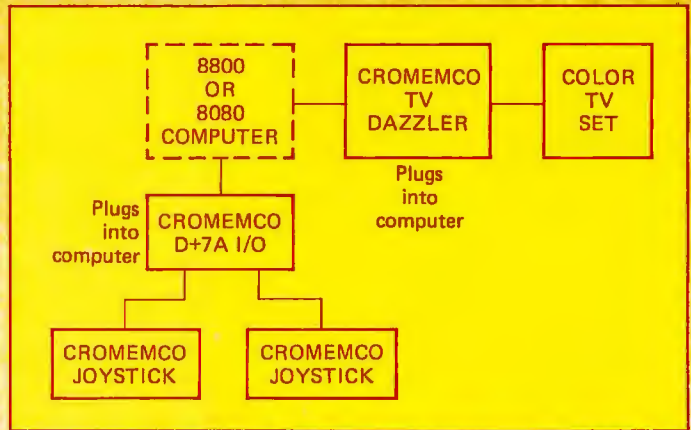 8800
OR
8080
COMPUTER
CROMEMCO
TV
DAZZLER
COLOR
TV
SET
Plugs
into
computer
Plugs
into
computer
CROMEMCO
D+7A I/O
CROMEMCO
JOYSTICK
CROMEMCO
JOYSTICK